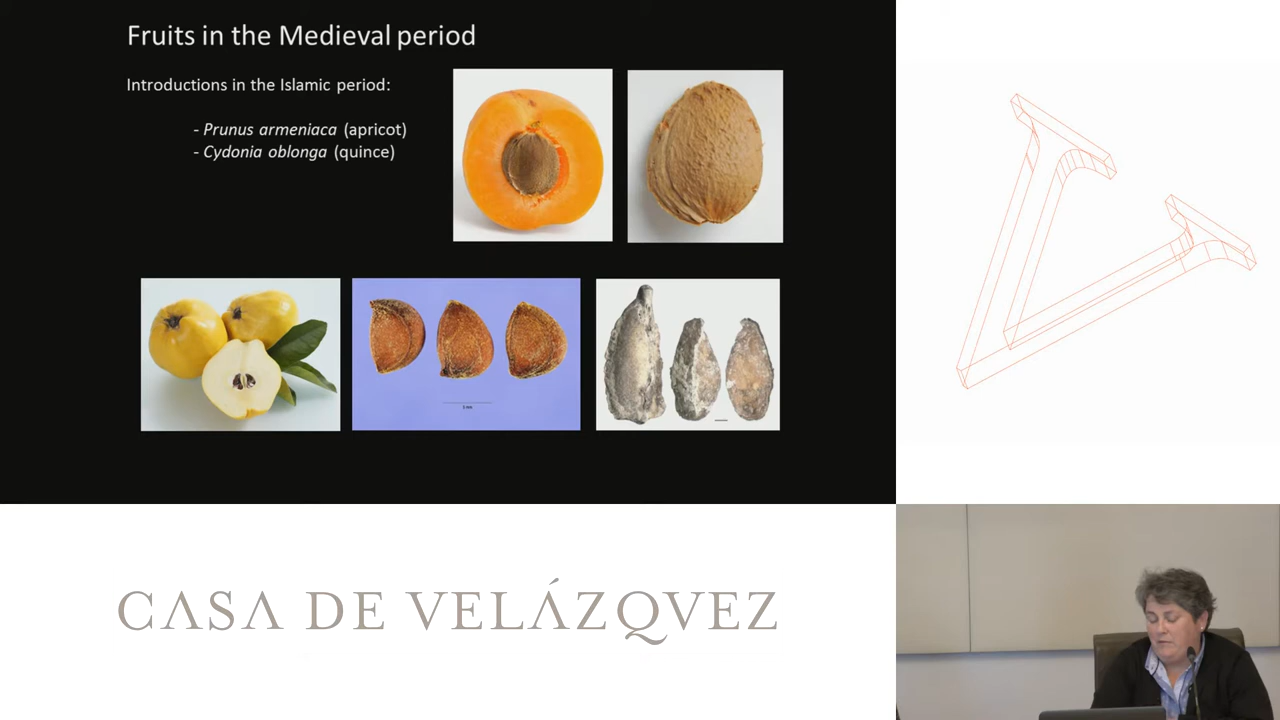 Fruits in the Medieval period
Introductions in the Islamic period:
- Prunus armeniaca (apricot)
- Cydonia oblonga (quince)
CASA DE VELÁZQVEZ